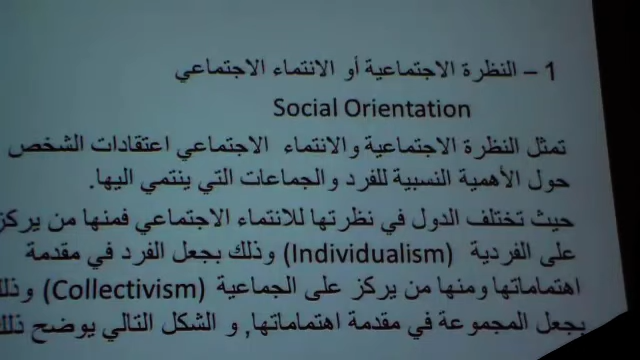 1 – النظرة الاجتماعية أو الانتماء الاجتماعي
Social Orientation
تمثل النظرة الاجتماعية والانتماء الاجتماعي اعتقادات الشخص
حول الأهمية النسبية للفرد والجماعات التي ينتمي اليها.
حيث تختلف الدول في نظرتها للانتماء الاجتماعي فمنها من يركز
على الفردية (Individualism) وذلك بجعل الفرد في مقدمة
اهتماماتها ومنها من يركز على الجماعية (Collectivism)
بجعل المجموعة في مقدمة اهتماماتها, و الشكل التالي يوضح